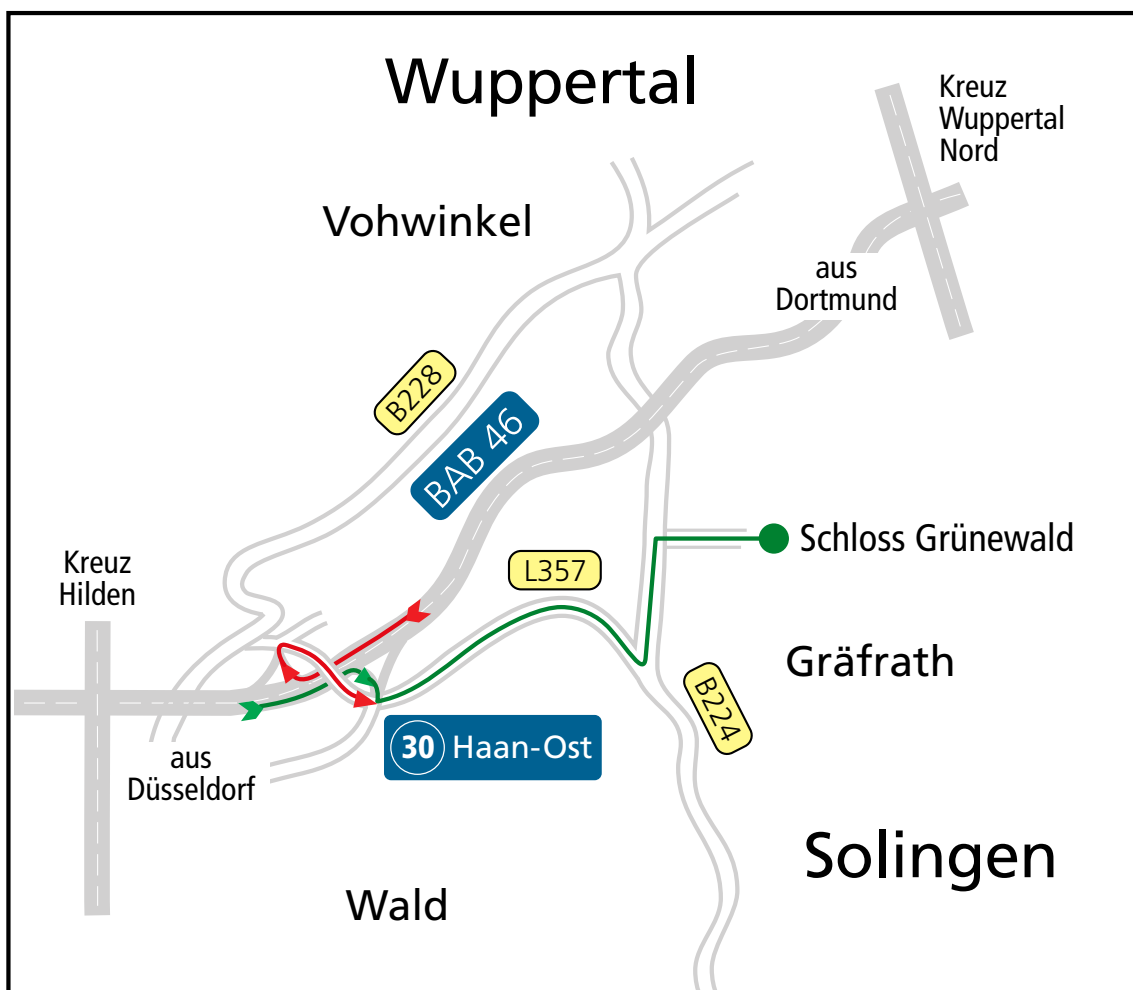 Wuppertal
Kreuz
Wuppertal
Nord
Vohwinkel
aus
Dortmund
B228
BAB 46
Schloss Grünewald
Kreuz
Hilden
L357
Gräfrath
B224
30 Haan-Ost
aus
Düsseldorf
Solingen
Wald